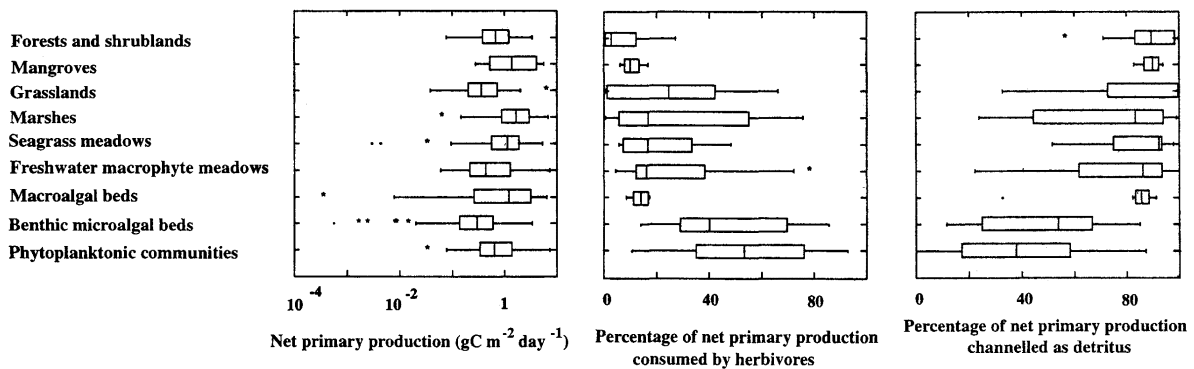 Forests and shrublands
Mangroves
Grasslands
Marshes
Seagrass meadows
Freshwater macrophyte meadows
Macroalgal beds
Benthic microalgal beds
Phytoplanktonic communities
10 -4 10 -2 1
Net primary production (gC m -2 day -1)
0 40 80
Percentage of net primary production
consumed by herbivores
0 40 80
Percentage of net primary production
channelled as detritus